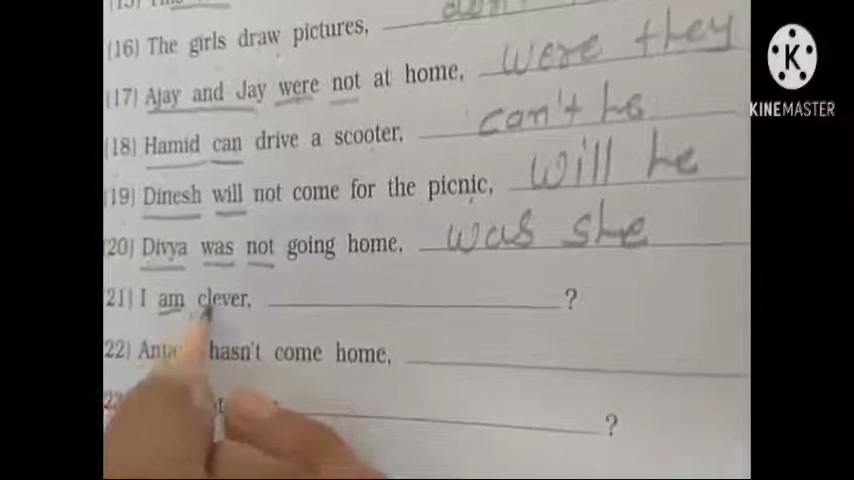 (16) The girls draw pictures,
(17) Ajay and Jay were not at home, were they
(18) Hamid can drive a scooter, can't he
(19) Dinesh will not come for the picnic, will he
(20) Divya was not going home, was she
21) I am clever, ?
22) hasn't come home,
?
K
KINEMASTER